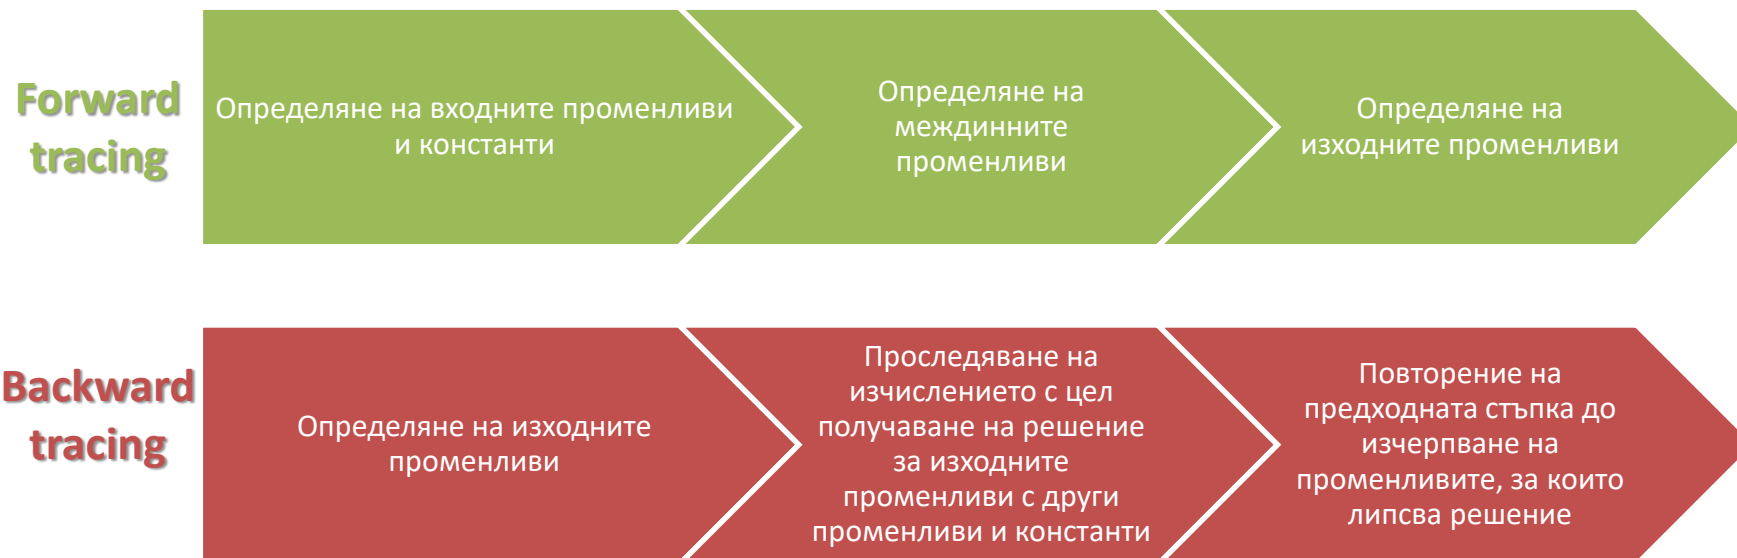 Forward
tracing
Определяне на входните променливи
и константи
Определяне на
междинните
променливи
Определяне на
изходните променливи
Backward
tracing
Определяне на изходните
променливи
Проследяване на
изчислението с цел
получаване на решение
за изходните
променливи с други
променливи и константи
Повторение на
предходната стъпка до
изчерпване на
променливите, за които
липсва решение